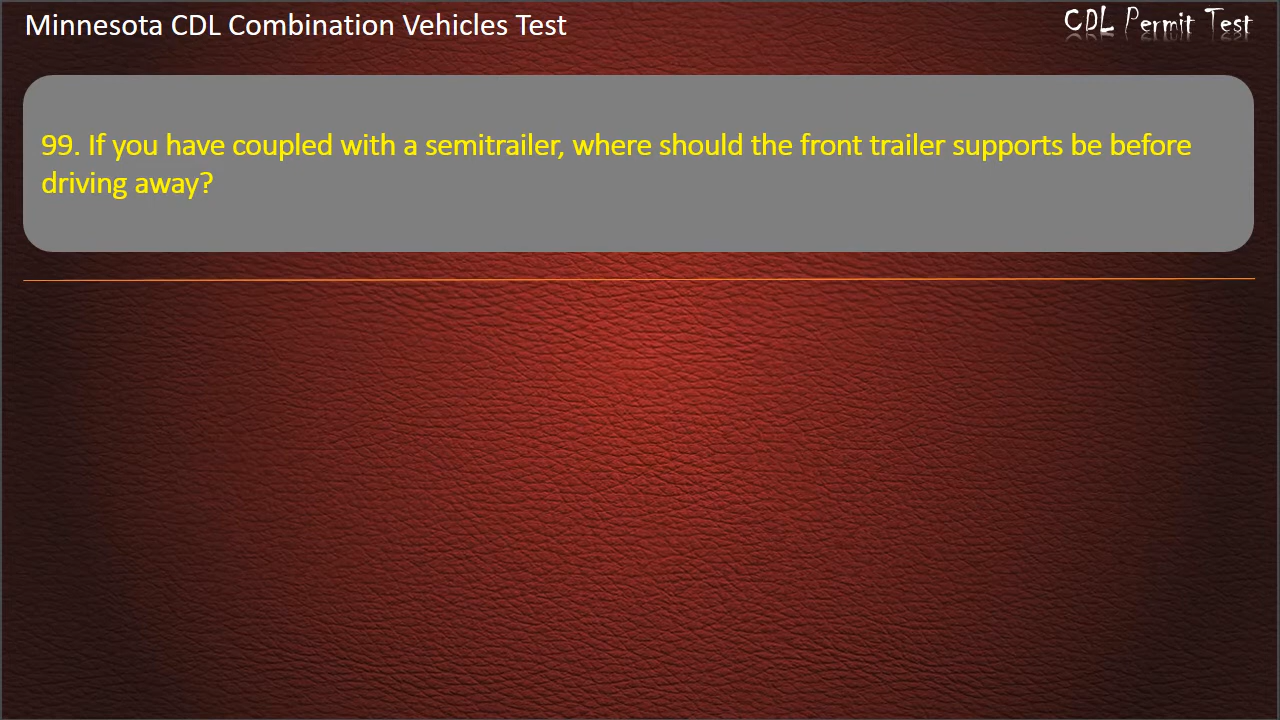 Minnesota CDL Combination Vehicles Test
CDL Permit Test
99. If you have coupled with a semitrailer, where should the front trailer supports be before
driving away?